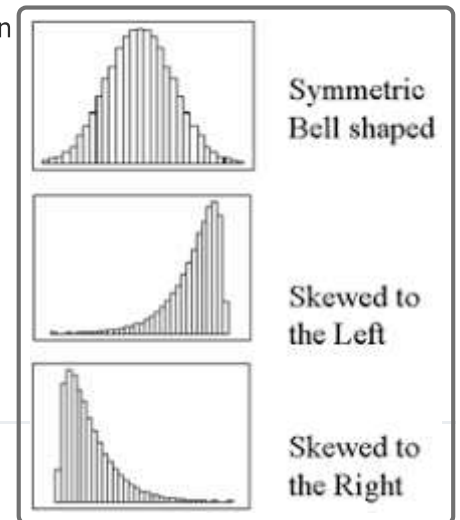 n
Symmetric
Bell shaped
Skewed to
the Left
Skewed to
the Right